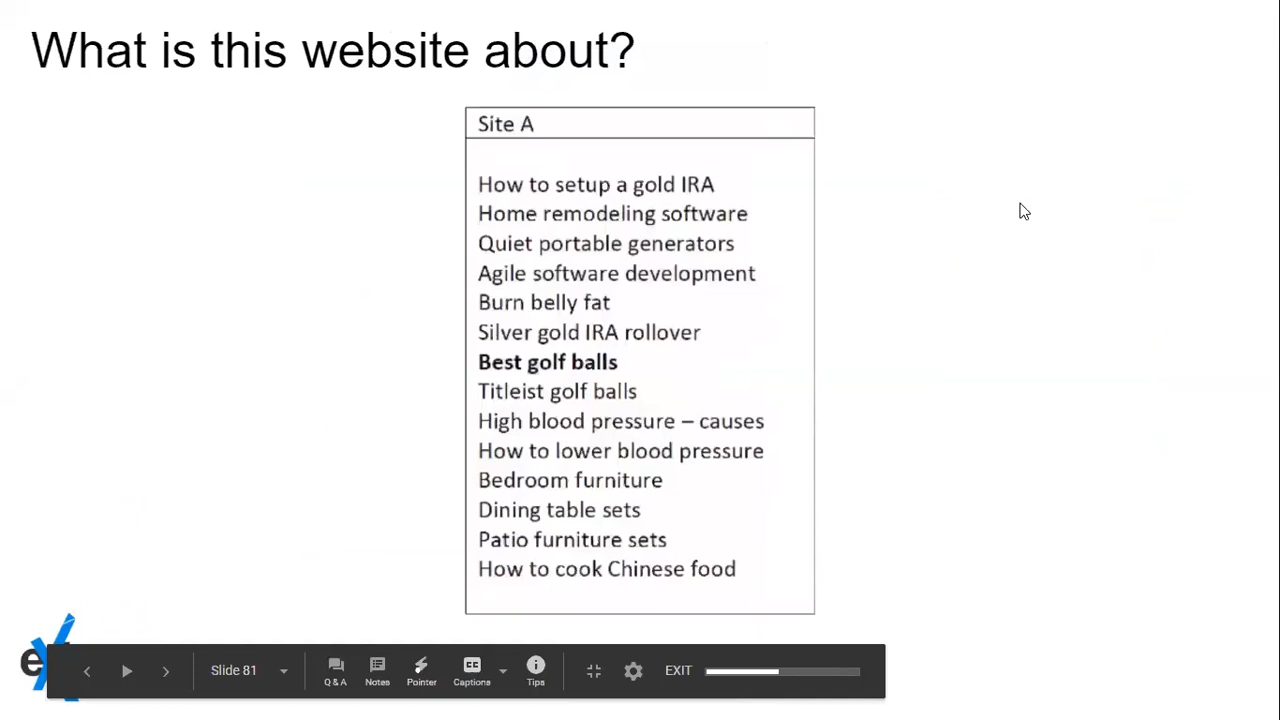 What is this website about?
Site A
How to setup a gold IRA
Home remodeling software
Quiet portable generators
Agile software development
Burn belly fat
Silver gold IRA rollover
Best golf balls
Titleist golf balls
High blood pressure – causes
How to lower blood pressure
Bedroom furniture
Dining table sets
Patio furniture sets
How to cook Chinese food
Slide 81
Q & A
Notes
Pointer
CC
Captions
Tips
EXIT